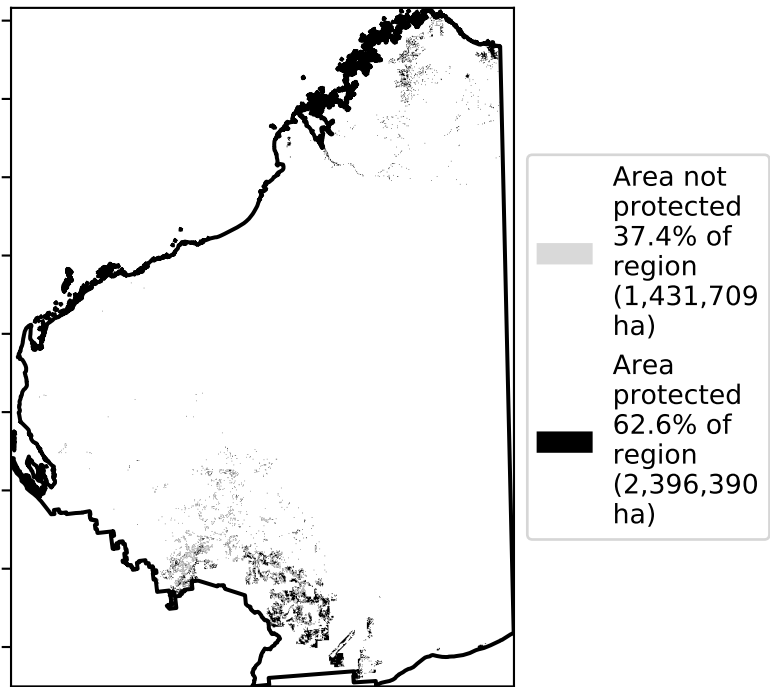 Area not
protected
37.4% of
region
(1,431,709
ha)
Area
protected
62.6% of
region
(2,396,390
ha)